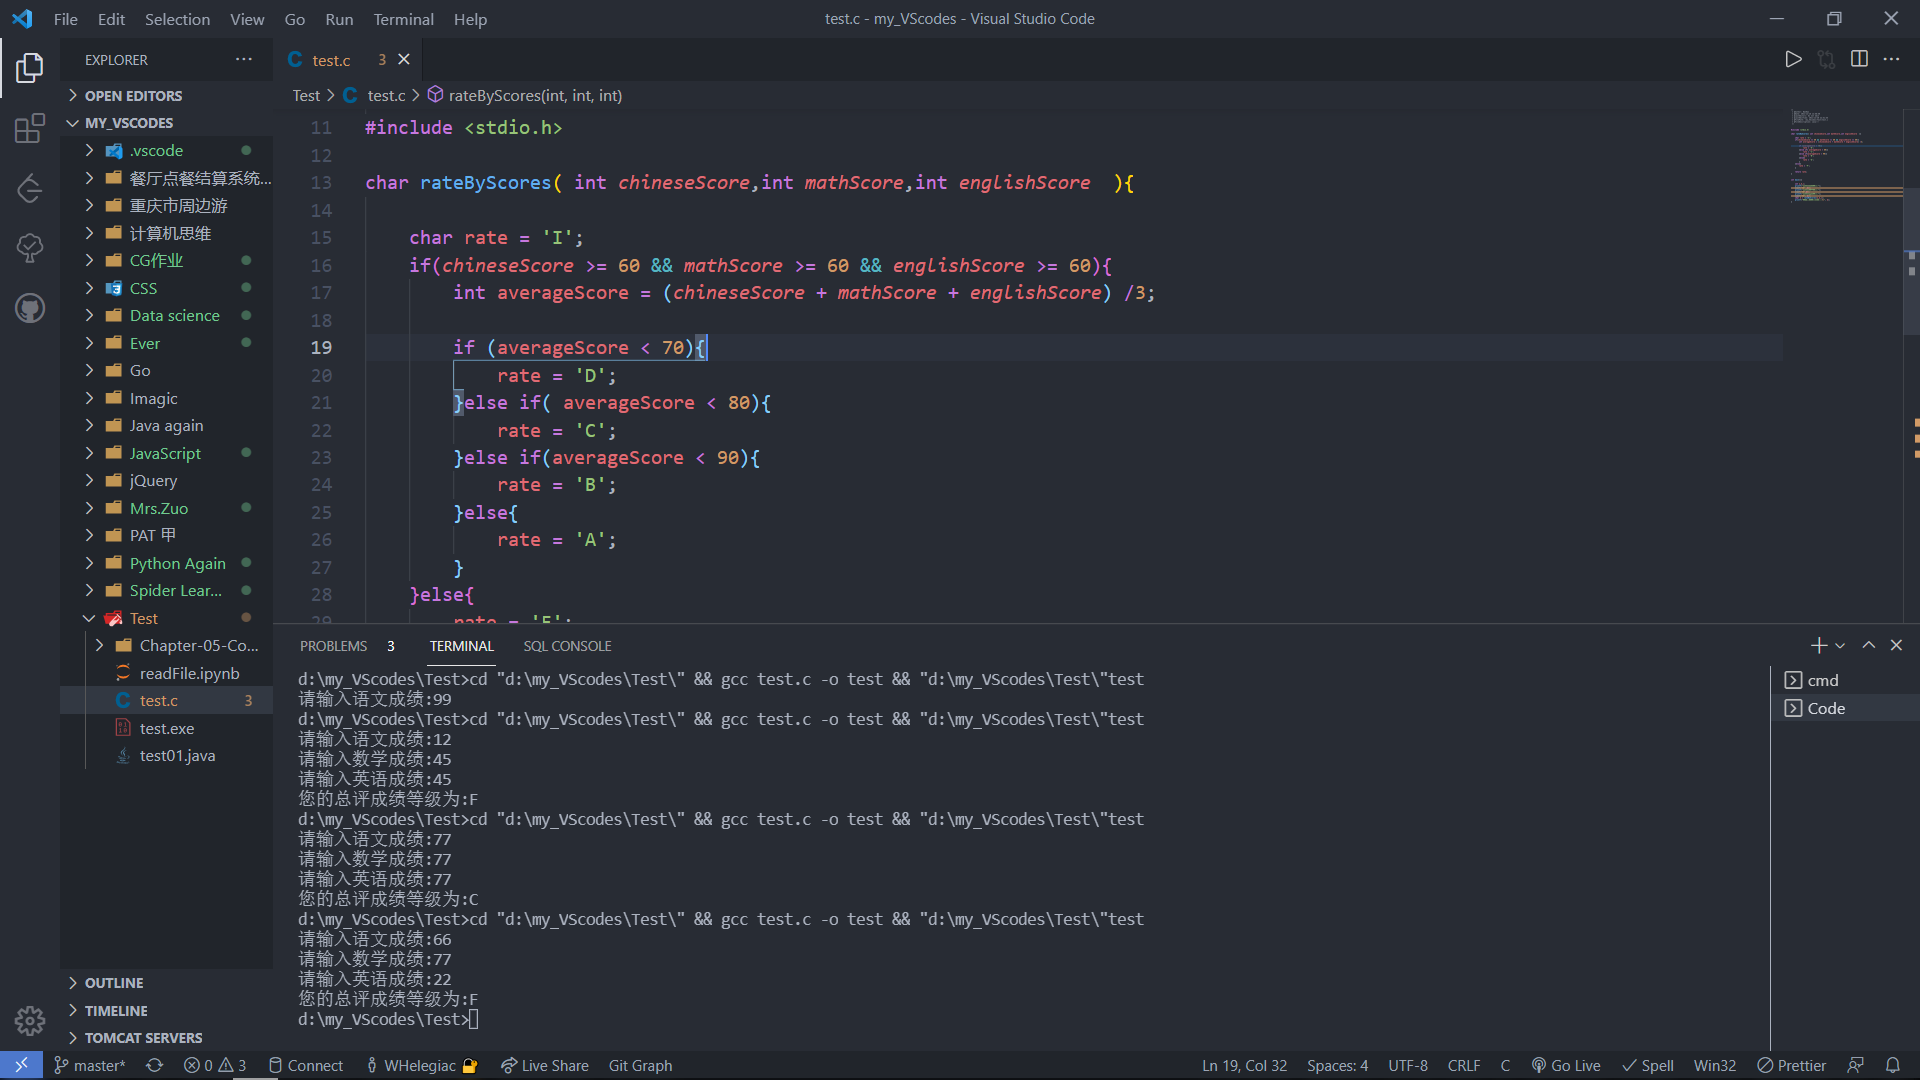 File Edit Selection View Go Run Terminal Help
test.c - my_VScodes - Visual Studio Code
EXPLORER
OPEN EDITORS
MY_VSCODES
.vscode
餐厅点餐结算系统...
重庆市周边游
计算机思维
CG作业
CSS
Data science
Ever
Go
Imagic
Java again
JavaScript
jQuery
Mrs.Zuo
PAT 甲
Python Again
Spider Lear...
Test
Chapter-05-Co...
readFile.ipynb
test.c 3
test.exe
test01.java
OUTLINE
TIMELINE
TOMCAT SERVERS
test.c 3
Test > test.c > rateByScores(int, int, int)
11 #include <stdio.h>
12
13 char rateByScores( int chineseScore,int mathScore,int englishScore  ){
14
15     char rate = 'I';
16     if(chineseScore >= 60 && mathScore >= 60 && englishScore >= 60){
17         int averageScore = (chineseScore + mathScore + englishScore) /3;
18
19         if (averageScore < 70){
20             rate = 'D';
21         }else if( averageScore < 80){
22             rate = 'C';
23         }else if(averageScore < 90){
24             rate = 'B';
25         }else{
26             rate = 'A';
27         }
28     }else{
29         rate = 'F';
PROBLEMS 3 TERMINAL SQL CONSOLE
d:\my_VScodes\Test>cd "d:\my_VScodes\Test\" && gcc test.c -o test && "d:\my_VScodes\Test\"test
请输入语文成绩:99
d:\my_VScodes\Test>cd "d:\my_VScodes\Test\" && gcc test.c -o test && "d:\my_VScodes\Test\"test
请输入语文成绩:12
请输入数学成绩:45
请输入英语成绩:45
您的总评成绩等级为:F
d:\my_VScodes\Test>cd "d:\my_VScodes\Test\" && gcc test.c -o test && "d:\my_VScodes\Test\"test
请输入语文成绩:77
请输入数学成绩:77
请输入英语成绩:77
您的总评成绩等级为:C
d:\my_VScodes\Test>cd "d:\my_VScodes\Test\" && gcc test.c -o test && "d:\my_VScodes\Test\"test
请输入语文成绩:66
请输入数学成绩:77
请输入英语成绩:22
您的总评成绩等级为:F
d:\my_VScodes\Test>
cmd
Code
master* 0 3 Connect WHelegiac Live Share Git Graph
Ln 19, Col 32 Spaces: 4 UTF-8 CRLF C Go Live Spell Win32 Prettier